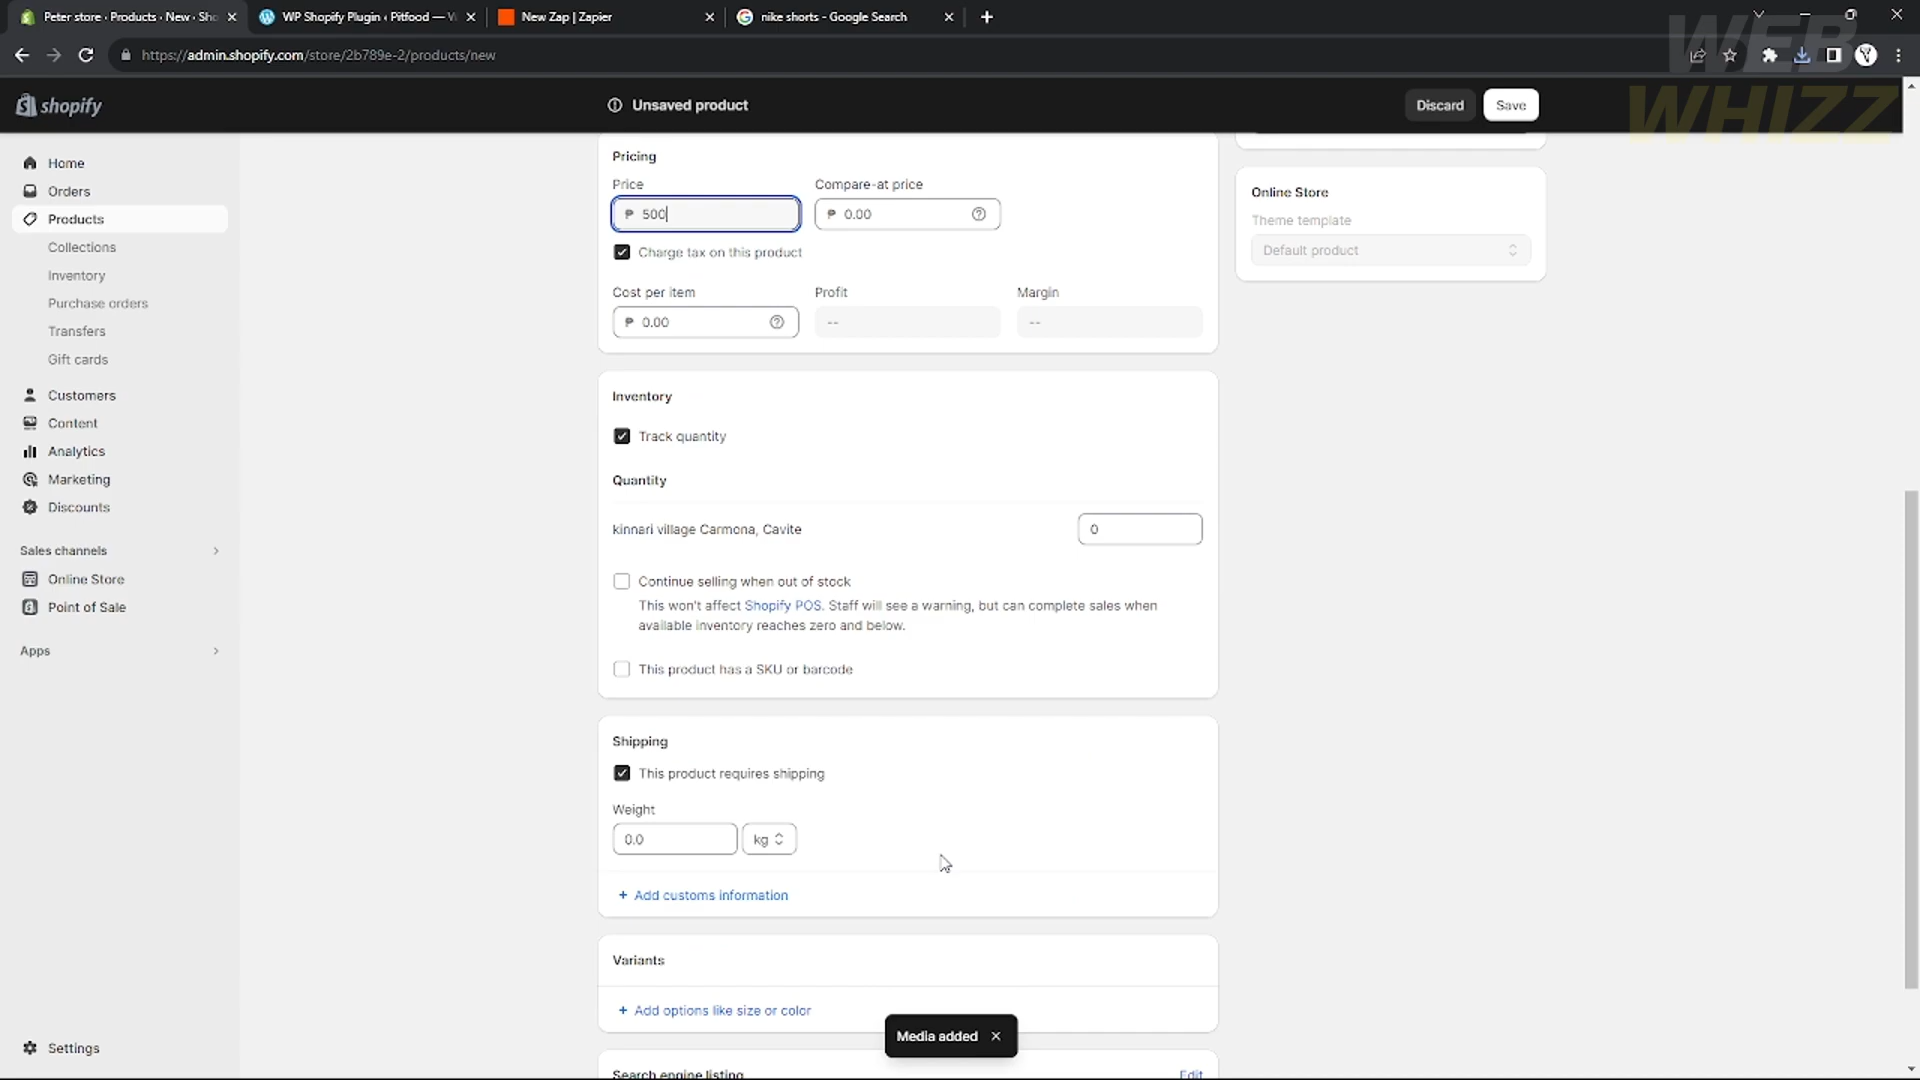 Peter store · Products · New · Sho
WP Shopify Plugin ‹ Pitfood — W
New Zap | Zapier
nike shorts - Google Search
https://admin.shopify.com/store/2b789e-2/products/new
WEB
WHIZZ
shopify
Unsaved product
Discard
Save
Home
Orders
Products
Collections
Inventory
Purchase orders
Transfers
Gift cards
Customers
Content
Analytics
Marketing
Discounts
Sales channels
Online Store
Point of Sale
Apps
Settings
Pricing
Price
Compare-at price
₱ 500
₱ 0.00
Charge tax on this product
Cost per item
Profit
Margin
₱ 0.00
--
--
Inventory
Track quantity
Quantity
kinnari village Carmona, Cavite
0
Continue selling when out of stock
This won't affect Shopify POS. Staff will see a warning, but can complete sales when
available inventory reaches zero and below.
This product has a SKU or barcode
Shipping
This product requires shipping
Weight
0.0
kg
+ Add customs information
Variants
+ Add options like size or color
Media added
Search engine listing
Edit
Online Store
Theme template
Default product